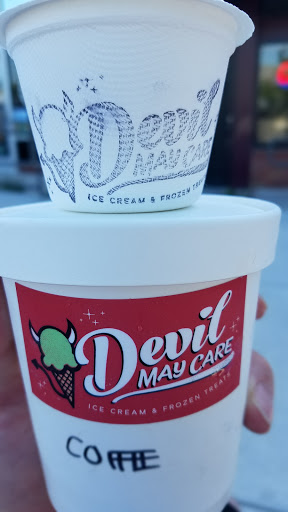 Devil
MAY CARE
ICE CREAM & FROZEN TREATS
Devil
MAY CARE
ICE CREAM & FROZEN TREATS
COFFEE